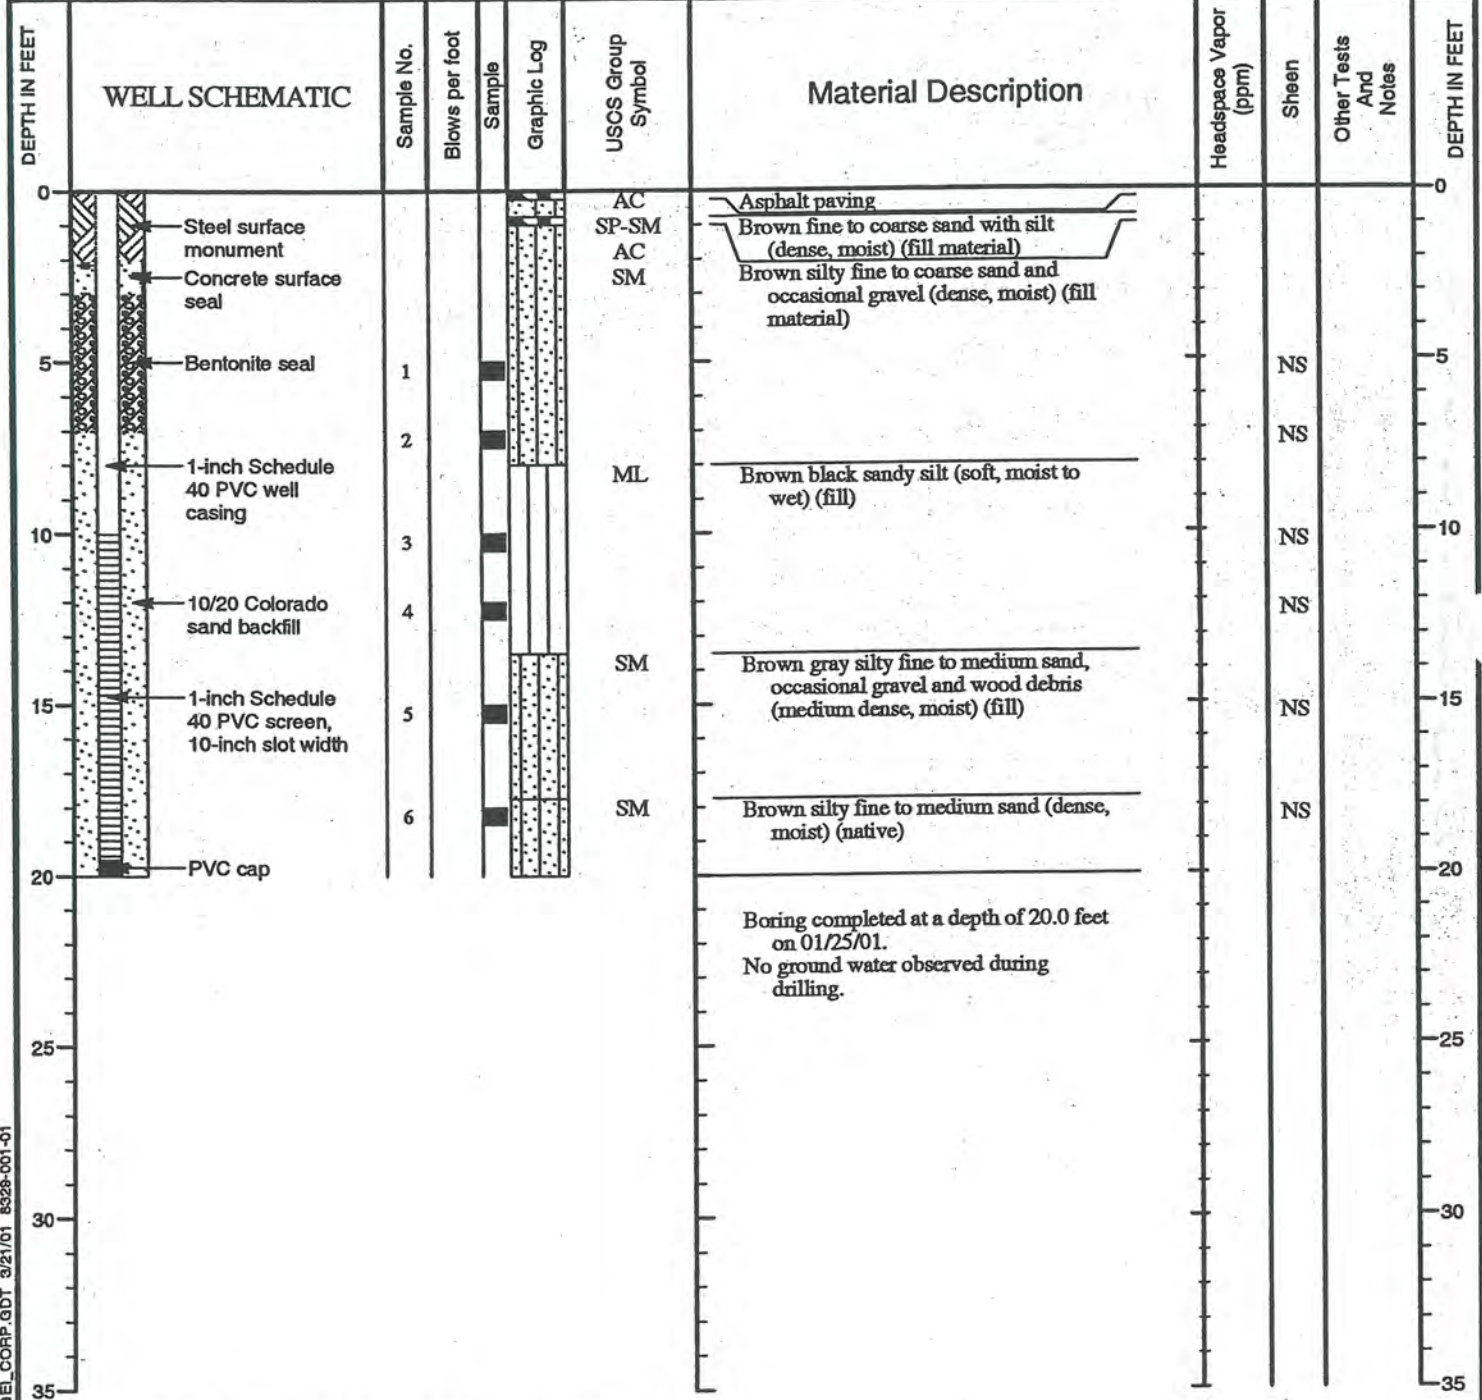 DEPTH IN FEET
WELL SCHEMATIC
Sample No.
Blows per foot
Sample
Graphic Log
USCS Group
Symbol
Material Description
Headspace Vapor
(ppm)
Sheen
Other Tests
And
Notes
DEPTH IN FEET
0
AC
Asphalt paving
0
Steel surface
monument
SP-SM
Brown fine to coarse sand with silt
(dense, moist) (fill material)
AC
Concrete surface
seal
SM
Brown silty fine to coarse sand and
occasional gravel (dense, moist) (fill
material)
5
Bentonite seal
1
NS
5
2
NS
1-inch Schedule
40 PVC well
casing
ML
Brown black sandy silt (soft, moist to
wet) (fill)
10
3
NS
10
10/20 Colorado
sand backfill
4
NS
SM
Brown gray silty fine to medium sand,
occasional gravel and wood debris
(medium dense, moist) (fill)
15
1-inch Schedule
40 PVC screen,
10-inch slot width
5
NS
15
6
SM
Brown silty fine to medium sand (dense,
moist) (native)
NS
20
PVC cap
20
Boring completed at a depth of 20.0 feet
on 01/25/01.
No ground water observed during
drilling.
25
25
30
30
35
35
CORP.GDT 3/21/01 8329-001-01